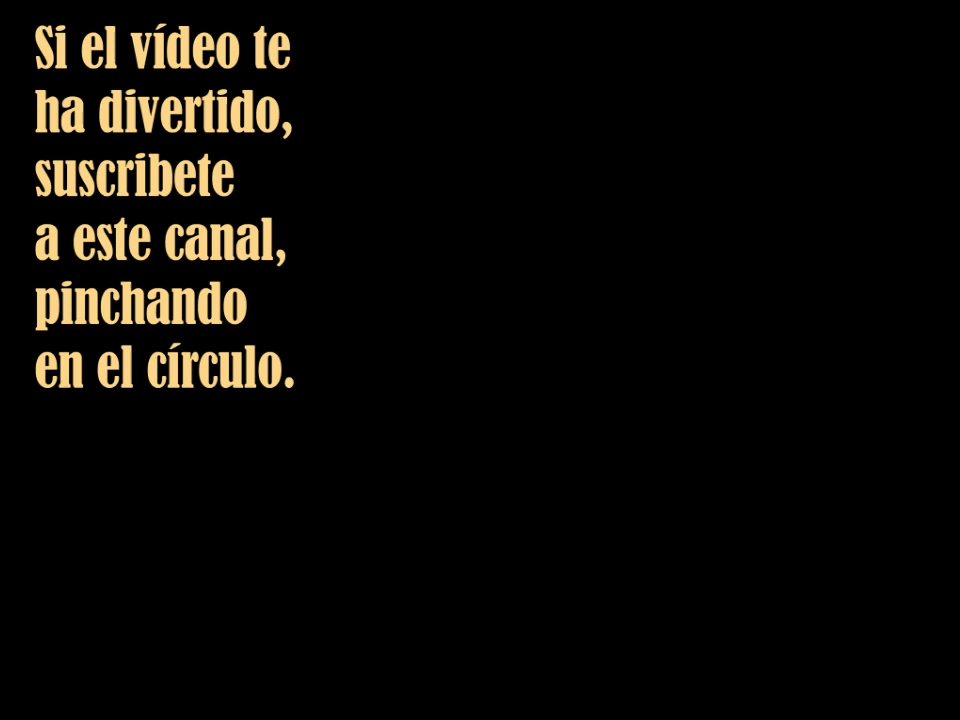 Si el vídeo te
ha divertido,
suscribete
a este canal,
pinchando
en el círculo.